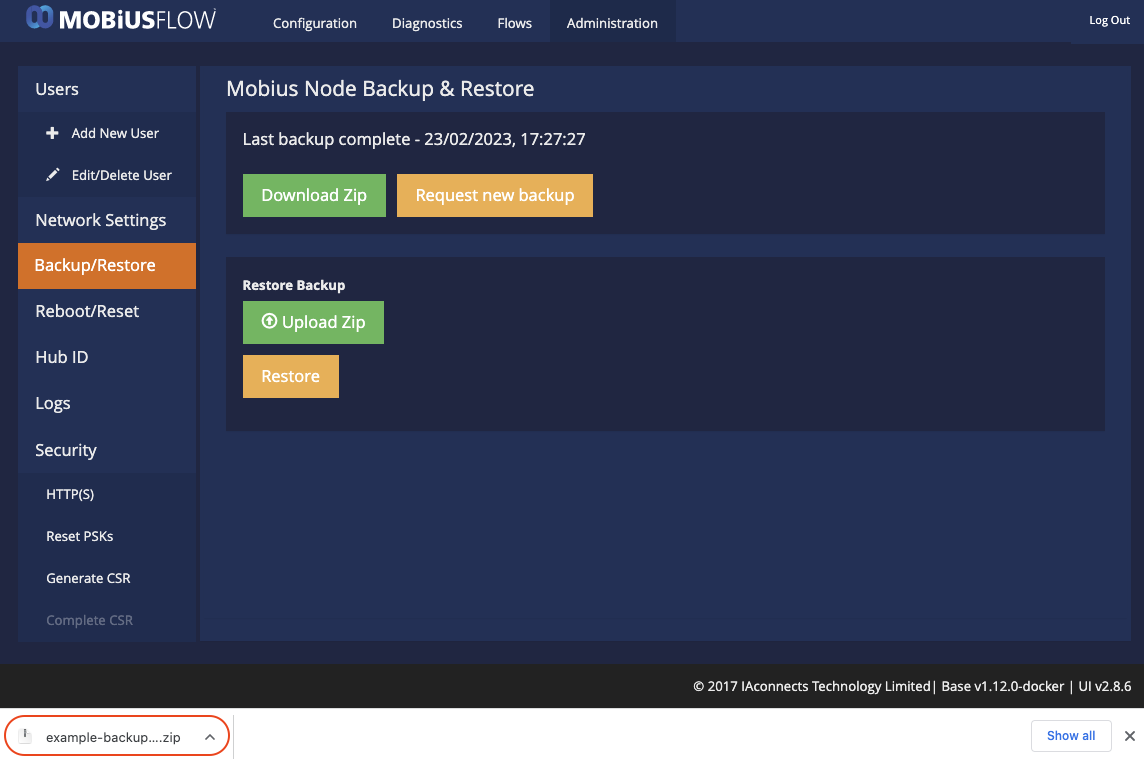 MOBiUSFLOW
Configuration
Diagnostics
Flows
Administration
Log Out
Users
Add New User
Edit/Delete User
Network Settings
Backup/Restore
Reboot/Reset
Hub ID
Logs
Security
HTTP(S)
Reset PSKs
Generate CSR
Complete CSR
Mobius Node Backup & Restore
Last backup complete - 23/02/2023, 17:27:27
Download Zip
Request new backup
Restore Backup
Upload Zip
Restore
© 2017 IAconnects Technology Limited| Base v1.12.0-docker | UI v2.8.6
example-backup....zip
Show all